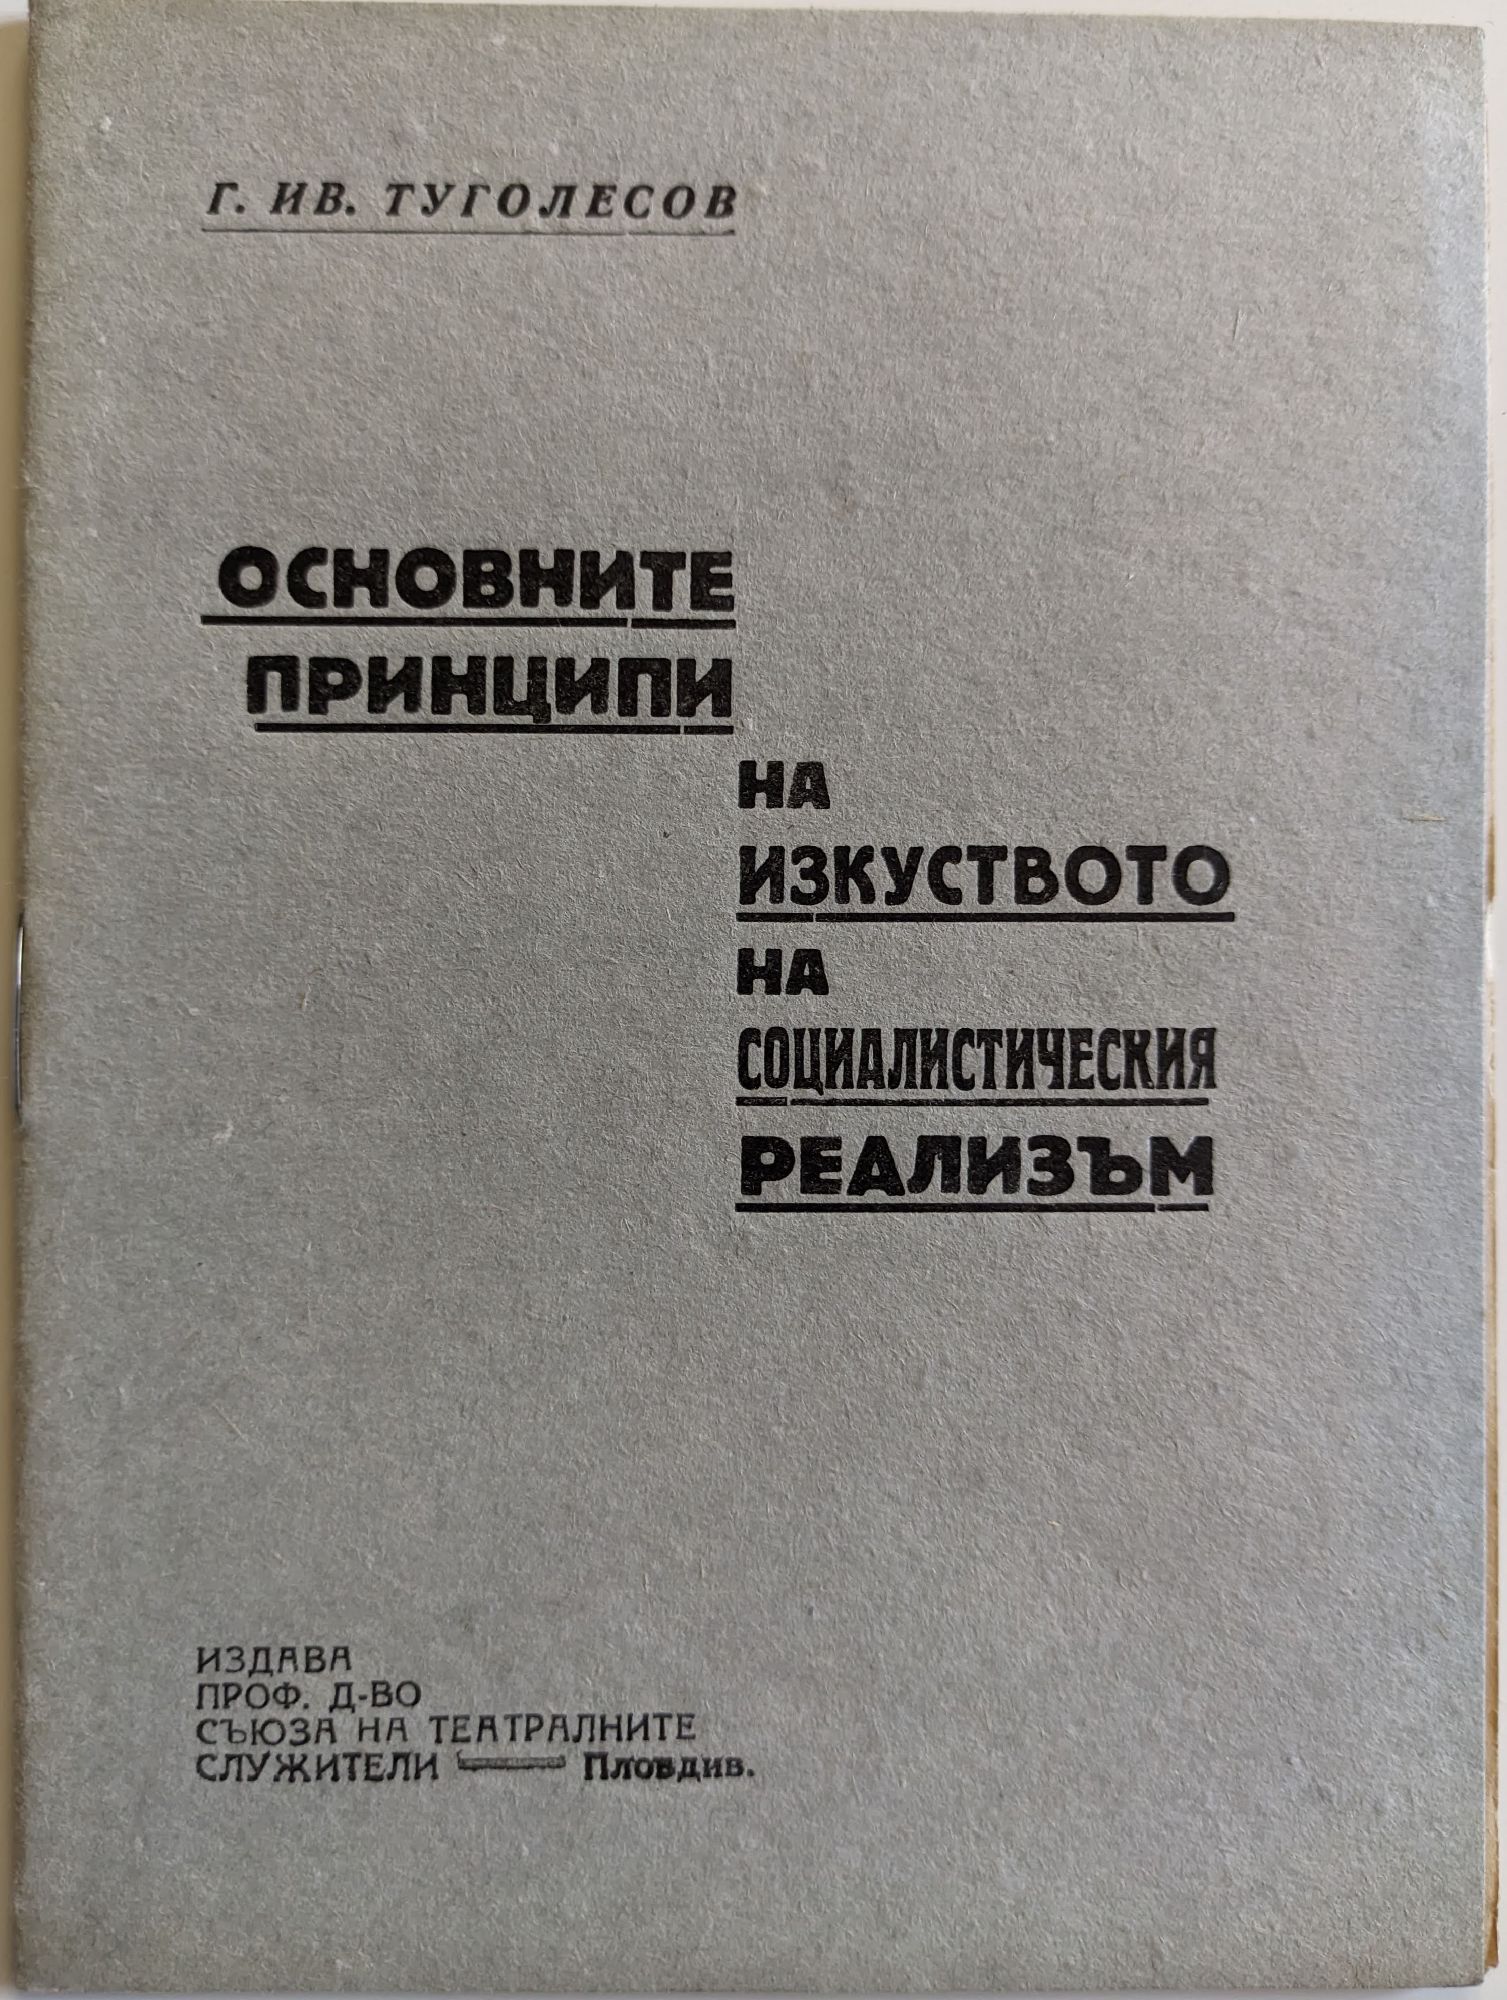 Г. ИВ. ТУГОЛЕСОВ
ОСНОВНИТЕ
ПРИНЦИПИ
НА
ИЗКУСТВОТО
НА
СОЦИАЛИСТИЧЕСКИЯ
РЕАЛИЗЪМ
ИЗДАВА
ПРОФ. Д-ВО
СЪЮЗА НА ТЕАТРАЛНИТЕ
СЛУЖИТЕЛИ — Пловдив.